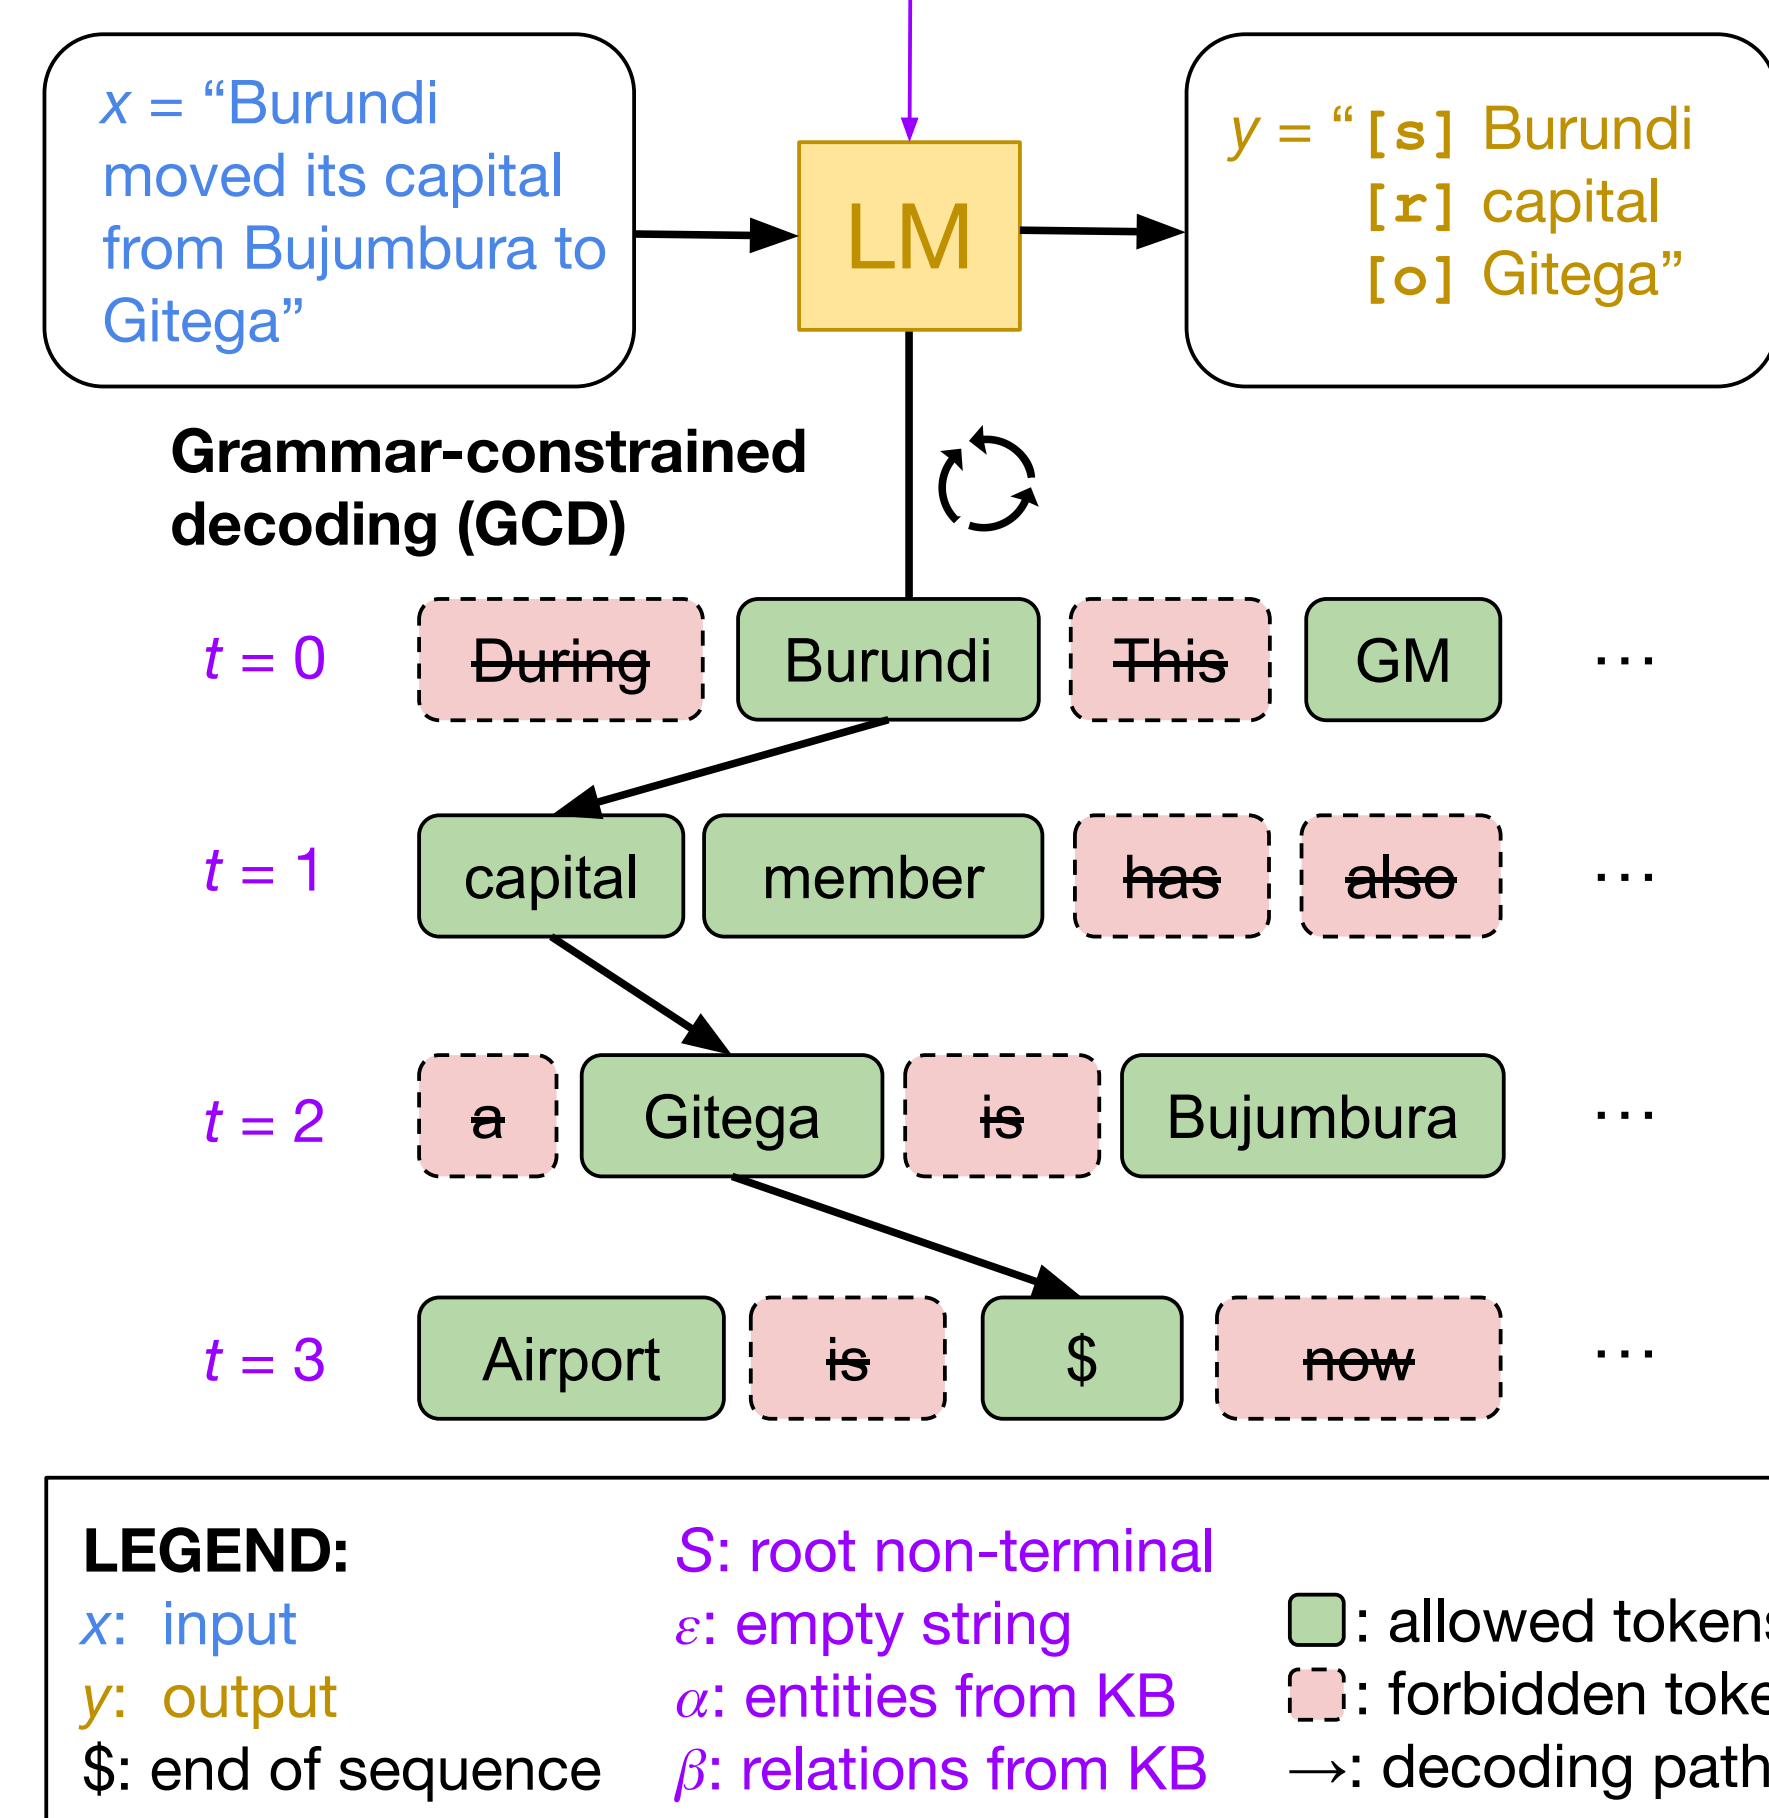 x = “Burundi
moved its capital
from Bujumbura to
Gitega”
LM
y = “[s] Burundi
[r] capital
[o] Gitega”
Grammar-constrained
decoding (GCD)
t = 0 During Burundi This GM ...
t = 1 capital member has also ...
t = 2 a Gitega is Bujumbura ...
t = 3 Airport is $ now ...
LEGEND:
x: input
y: output
$: end of sequence
S: root non-terminal
ε: empty string
α: entities from KB
β: relations from KB
: allowed tokens
: forbidden toke
→: decoding path